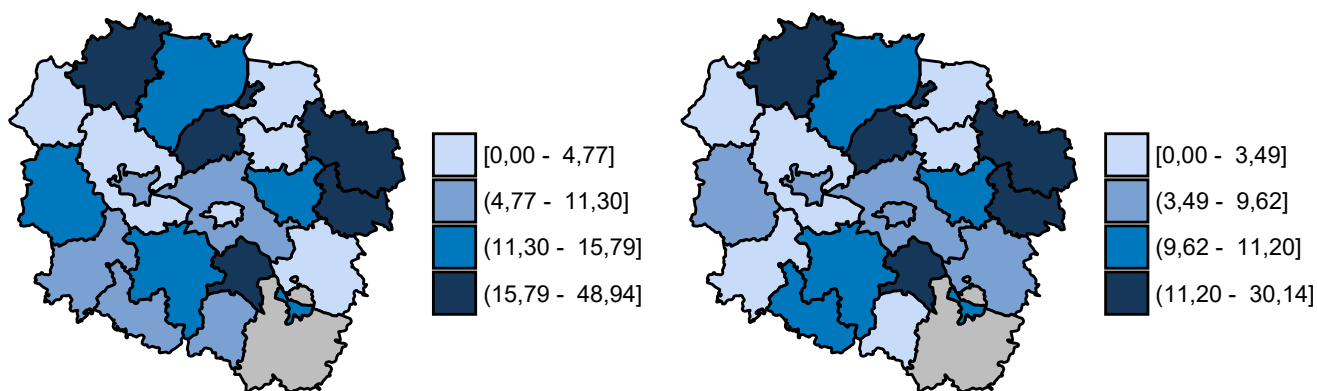 [0,00 - 4,77]
(4,77 - 11,30]
(11,30 - 15,79]
(15,79 - 48,94]
[0,00 - 3,49]
(3,49 - 9,62]
(9,62 - 11,20]
(11,20 - 30,14]